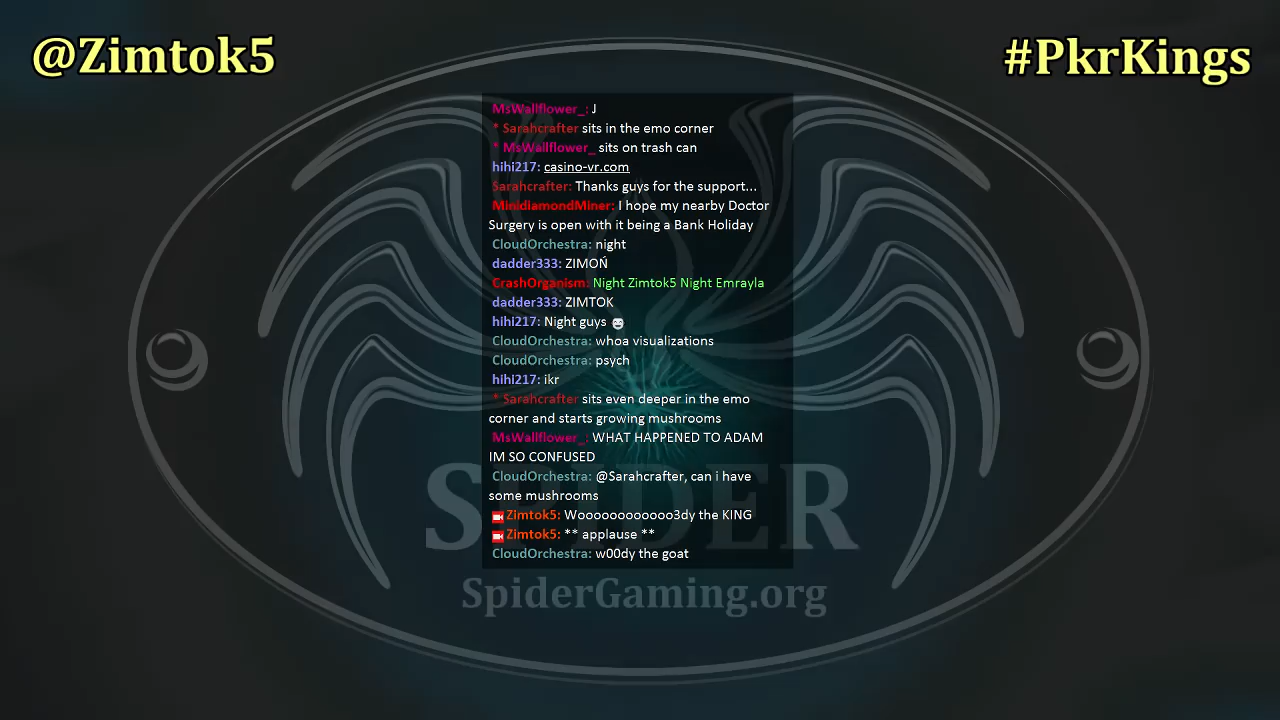 @Zimtok5
#PkrKings
MsWallflower_: J
* Sarahcrafter sits in the emo corner
* MsWallflower_ sits on trash can
hihi217: casino-vr.com
Sarahcrafter: Thanks guys for the support...
MinidiamondMiner: I hope my nearby Doctor
Surgery is open with it being a Bank Holiday
CloudOrchestra: night
dadder333: ZIMOŃ
CrashOrganism: Night Zimtok5 Night Emrayla
dadder333: ZIMTOK
hihi217: Night guys
CloudOrchestra: whoa visualizations
CloudOrchestra: psych
hihi217: ikr
* Sarahcrafter sits even deeper in the emo
corner and starts growing mushrooms
MsWallflower_: WHAT HAPPENED TO ADAM
IM SO CONFUSED
CloudOrchestra: @Sarahcrafter, can i have
some mushrooms
Zimtok5: Woooooooooooo3dy the KING
Zimtok5: ** applause **
CloudOrchestra: w00dy the goat
SPIDER
SpiderGaming.org